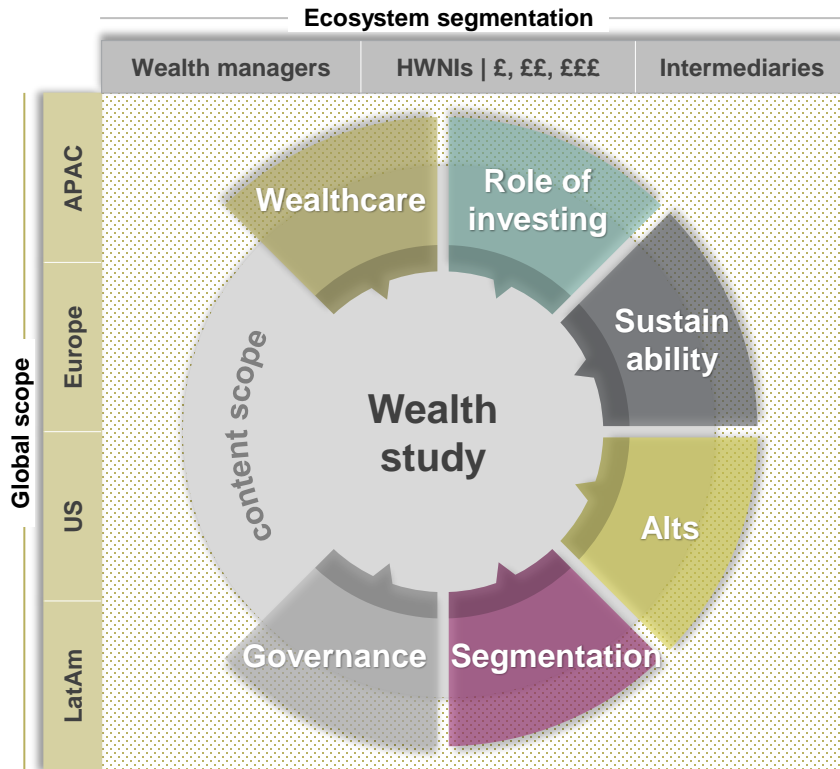 Ecosystem segmentation
Wealth managers
HWNIs | £, ££, £££
Intermediaries
Global scope
APAC
Europe
US
LatAm
Wealthcare
Role of
investing
Sustain
ability
Alts
Segmentation
Governance
content scope
Wealth
study